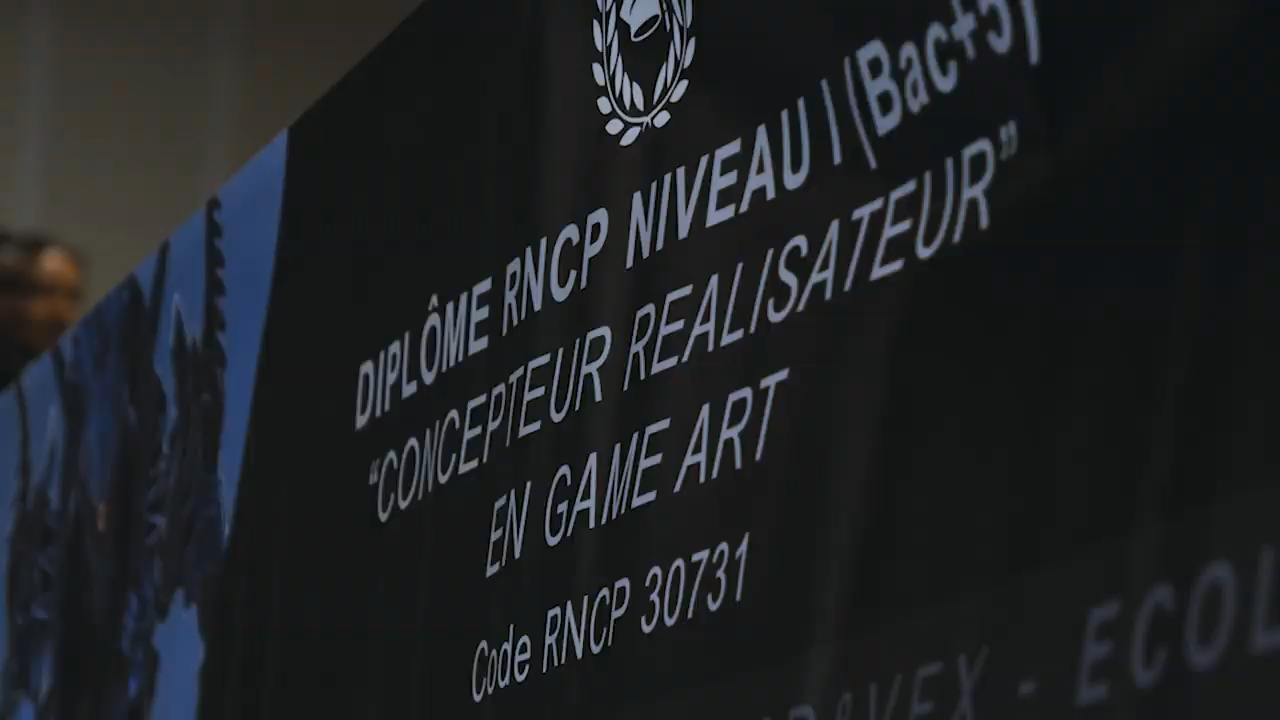 DIPLÔME RNCP NIVEAU I (Bac+5)
“CONCEPTEUR REALISATEUR”
EN GAME ART
Code RNCP 30731
- ECOL